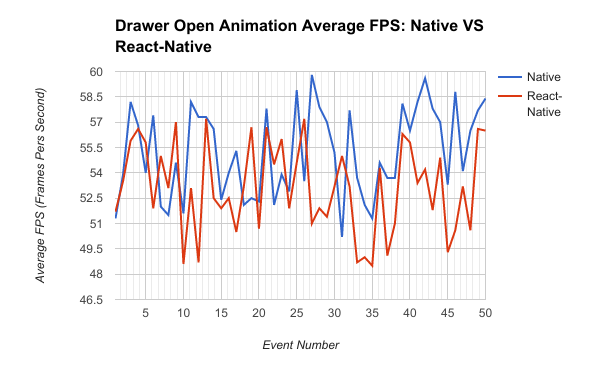 Drawer Open Animation Average FPS: Native VS
React-Native
Native
React-
Native
Average FPS (Frames Pers Second)
60
58.5
57
55.5
54
52.5
51
49.5
48
46.5
5 10 15 20 25 30 35 40 45 50
Event Number